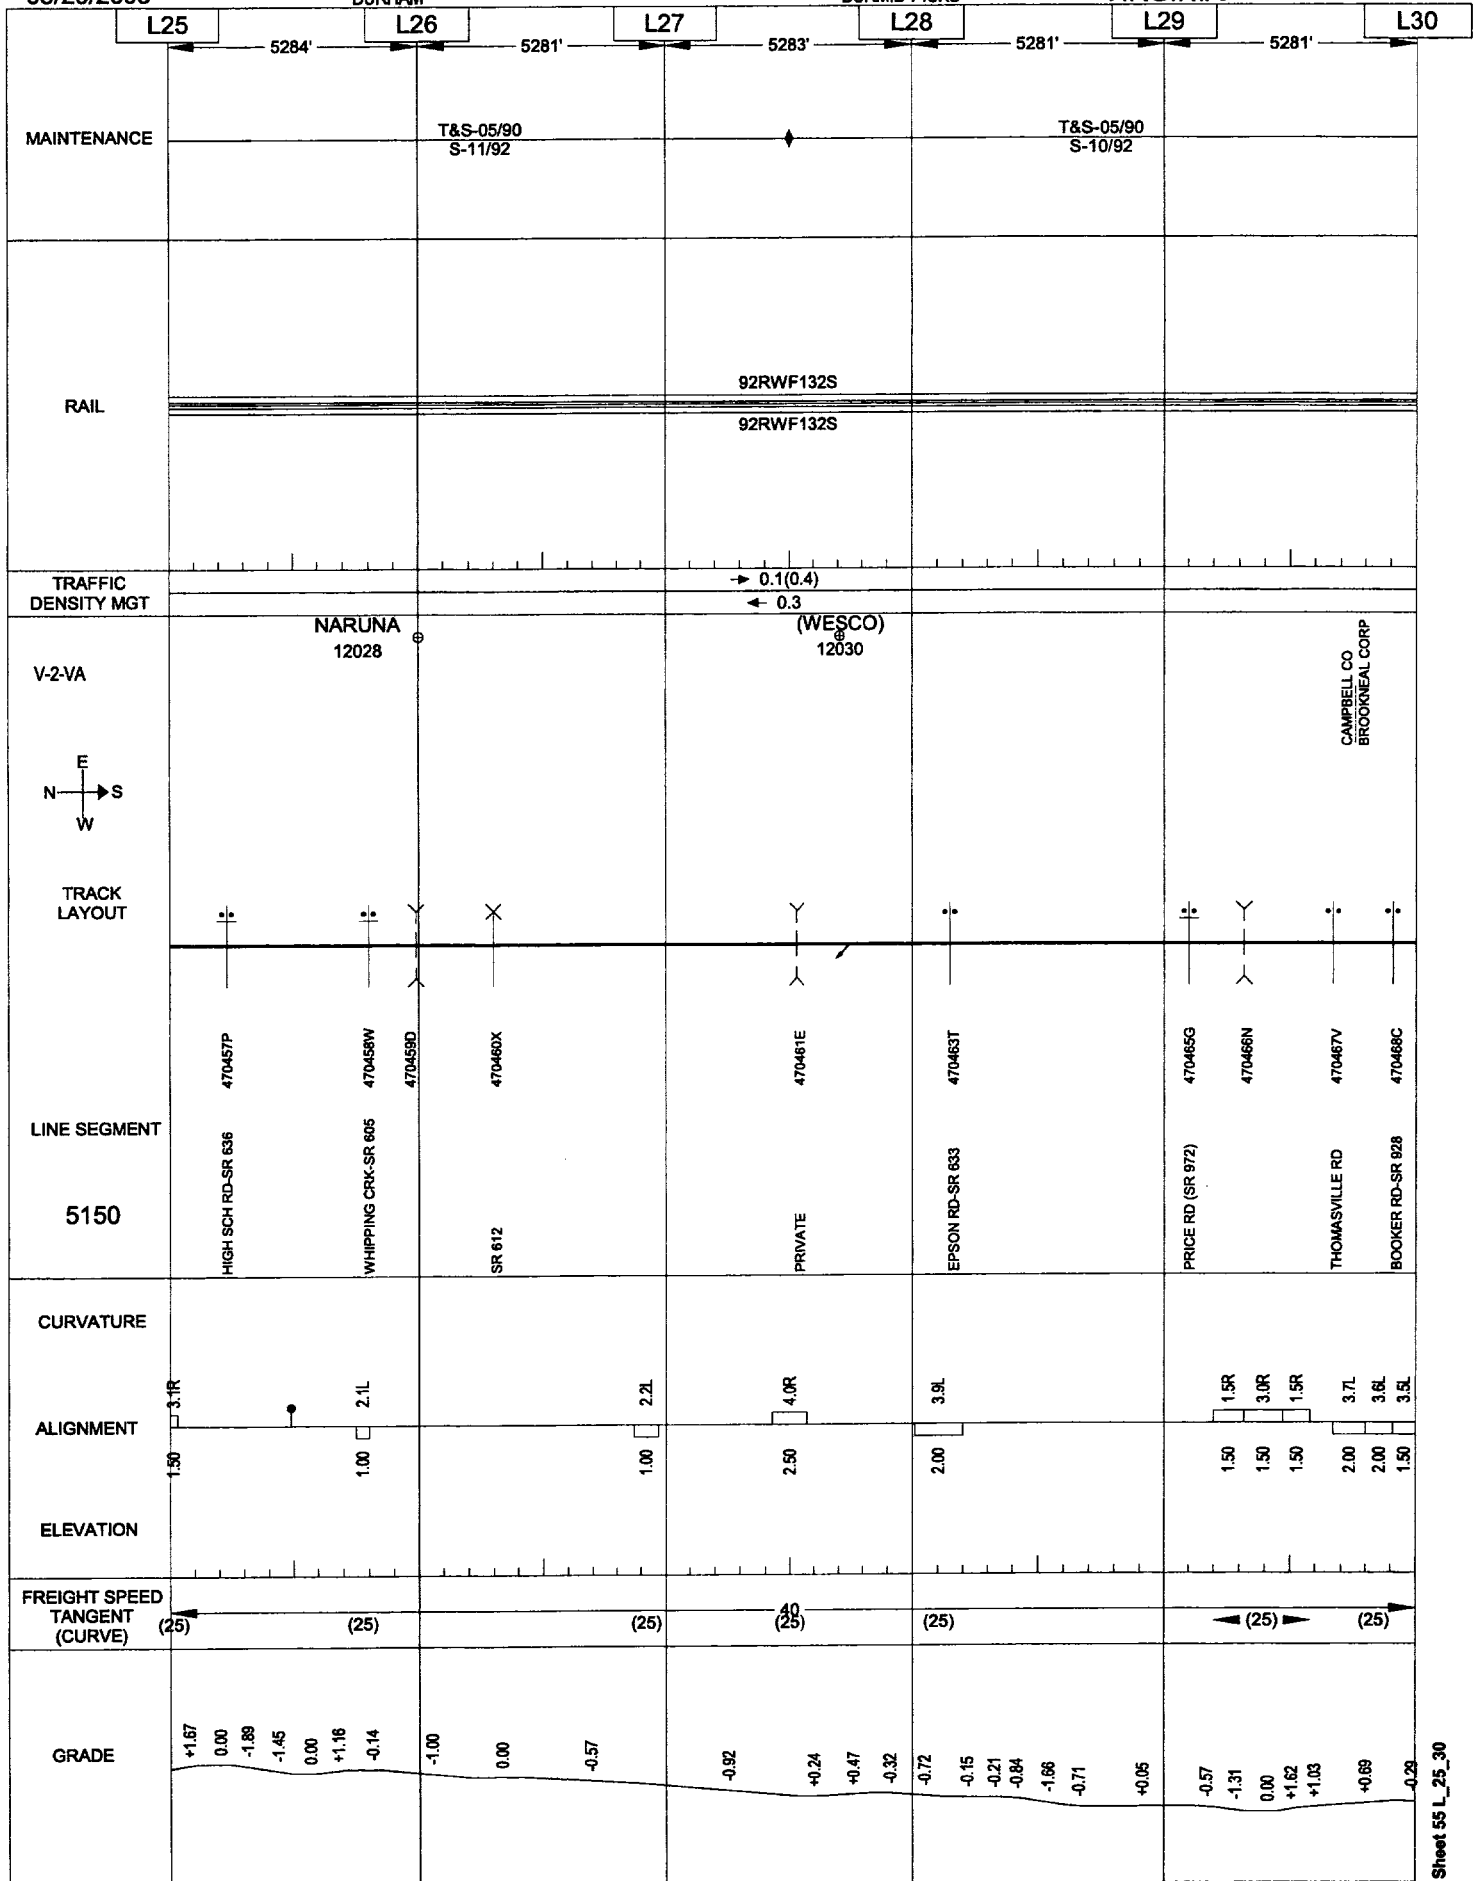 L25 L26 L27 L28 L29 L30
5284' 5281' 5283' 5281' 5281'
MAINTENANCE
T&S-05/90 T&S-05/90
S-11/92 S-10/92
92RWF132S
RAIL
92RWF132S
TRAFFIC
DENSITY MGT
0.1(0.4)
0.3
NARUNA (WESCO)
12028 12030
CAMPBELL CO
BROOKNEAL CORP
V-2-VA
E
N S
W
TRACK
LAYOUT
470457P
470458W
470459D
470460X
470461E
470463T
470465G
470466N
470467V
470468C
LINE SEGMENT
5150
HIGH SCH RD-SR 636
WHIPPING CRK-SR 605
SR 612
PRIVATE
EPSON RD-SR 633
PRICE RD (SR 972)
THOMASVILLE RD
BOOKER RD-SR 928
CURVATURE
3.1R 2.1L 2.2L 4.0R 3.9L 1.5R 3.0R 1.5R 3.7L 3.6L 3.5L
ALIGNMENT
1.50 1.00 1.00 2.50 2.00 1.50 1.50 1.50 2.00 2.00 1.50
ELEVATION
FREIGHT SPEED
TANGENT
(CURVE)
40
(25) (25) (25) (25) (25) (25) (25)
GRADE
+1.67 0.00 -1.89 -1.45 0.00 +1.16 -0.14 -1.00 0.00 -0.57 -0.92 +0.24 +0.47 -0.32 -0.72 -0.15 -0.21 -0.84 -1.66 -0.71 +0.05 -0.57 -1.31 0.00 +1.62 +1.03 +0.69 -0.29
Sheet 55 L_25_30